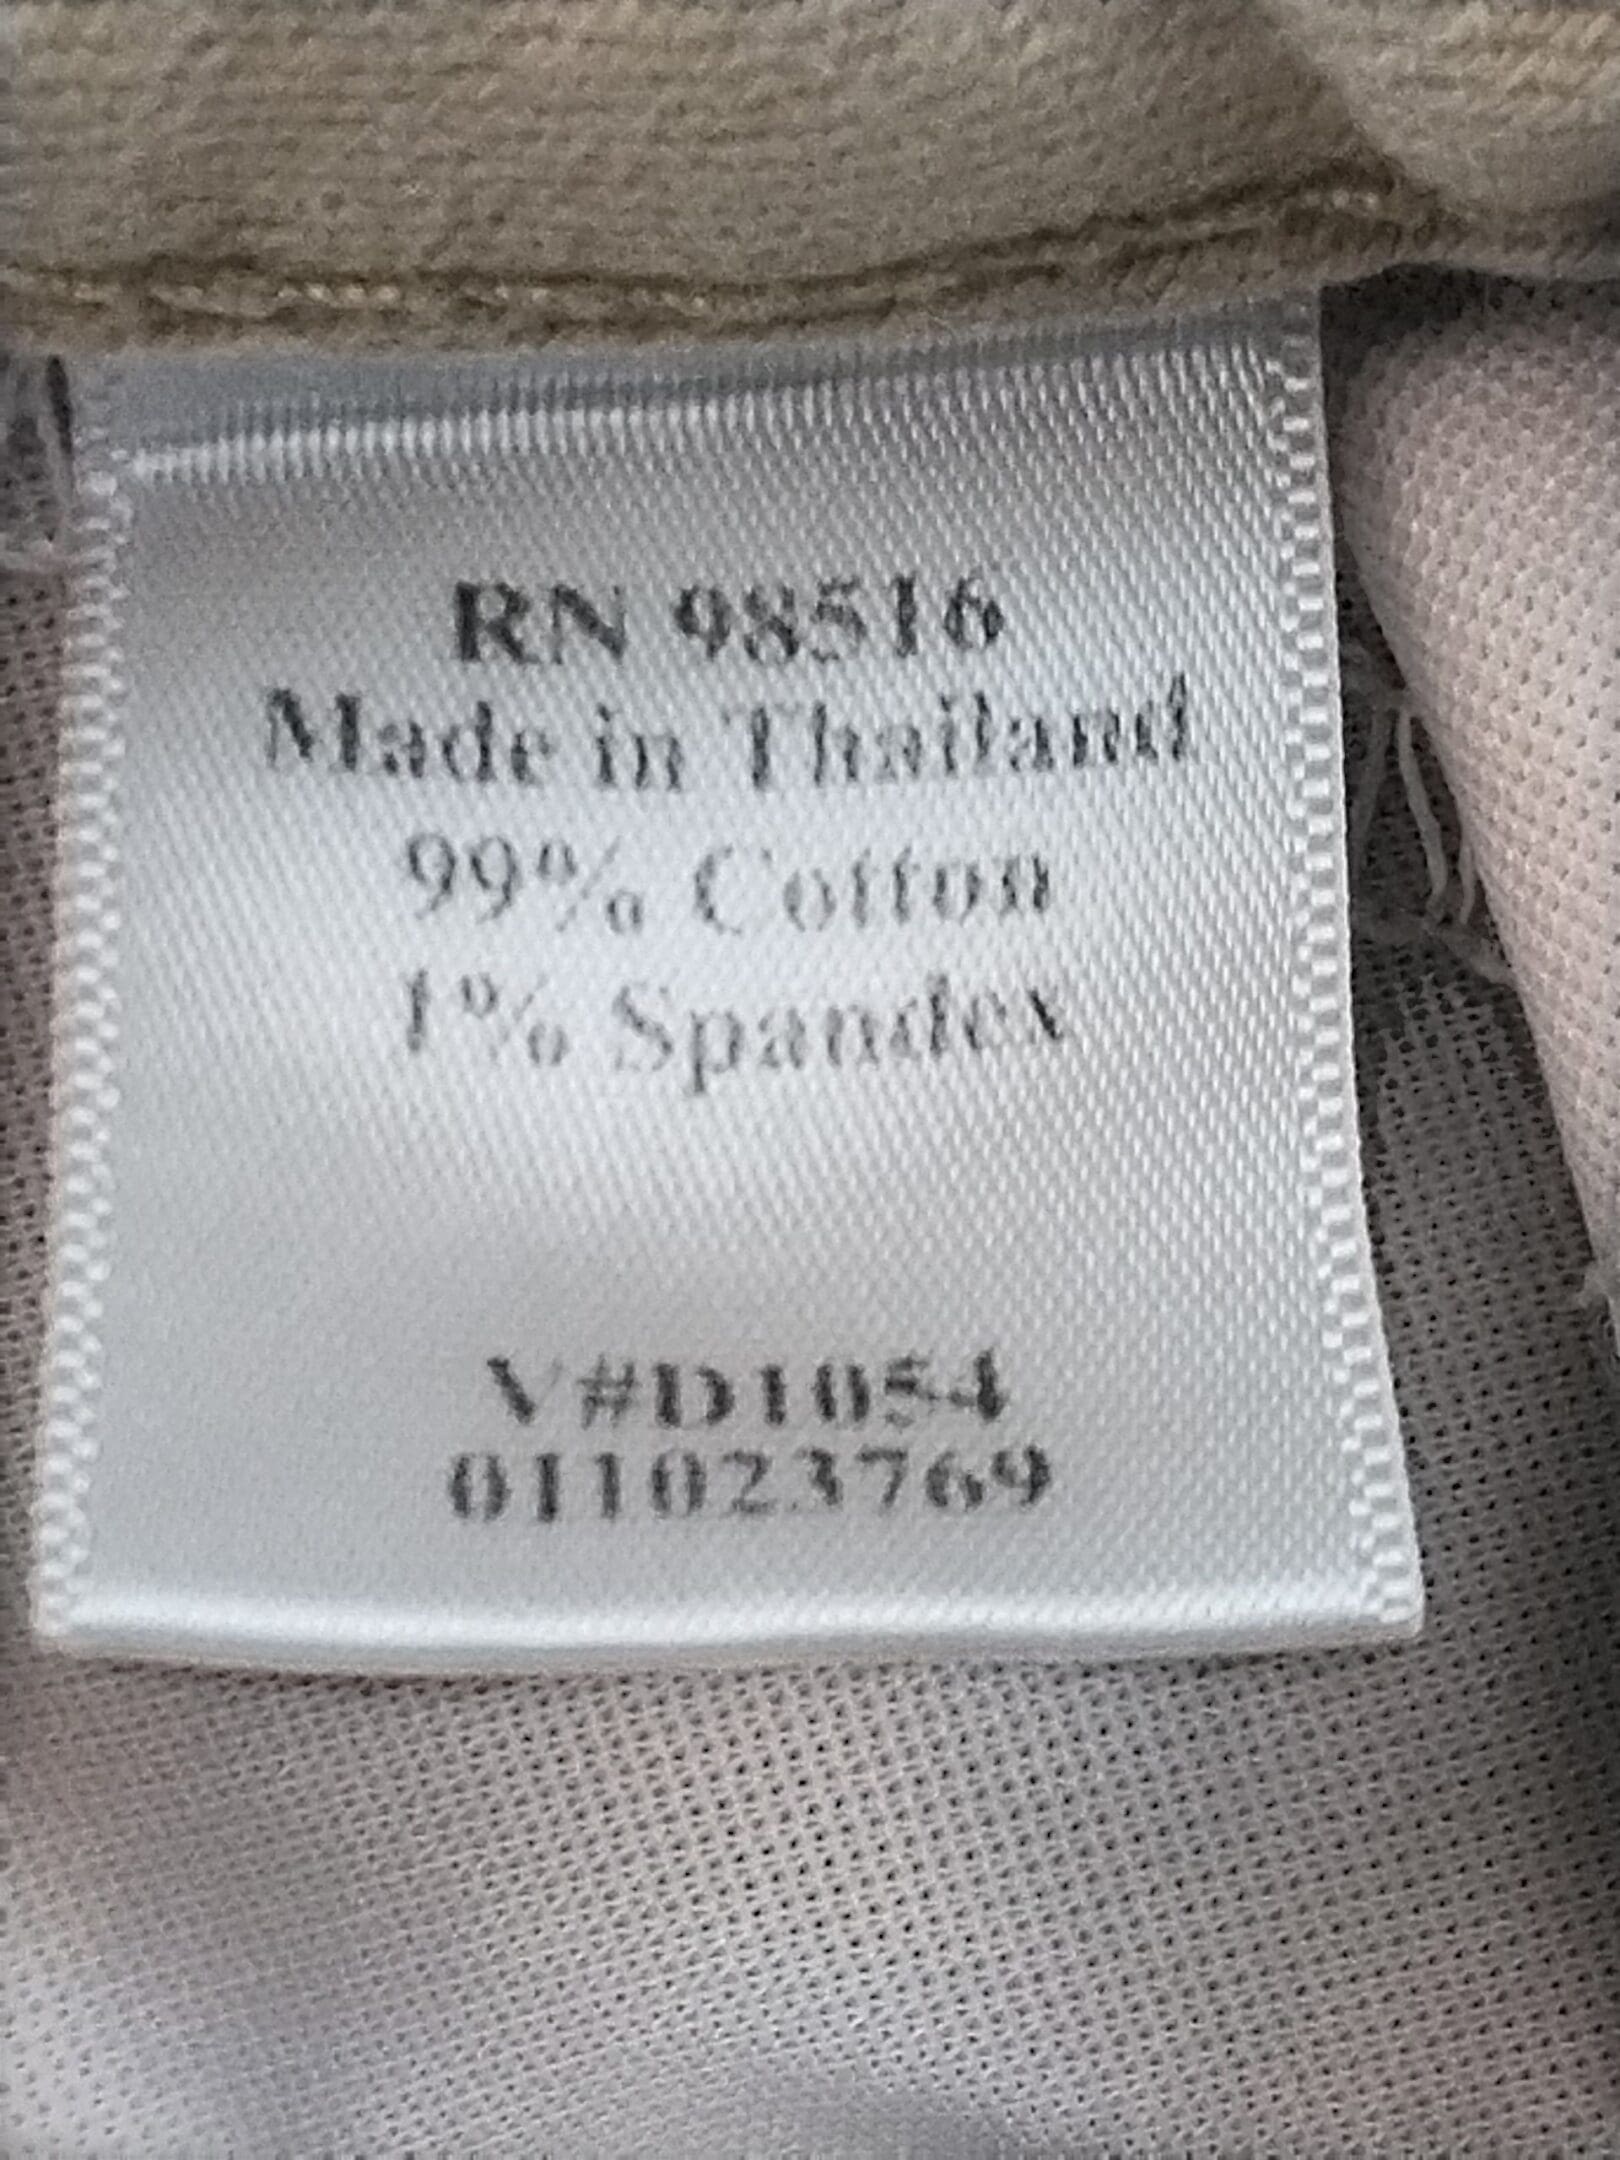 RN 98516
Made in Thailand
99% Cotton
1% Spandex
V#D1054
011023769